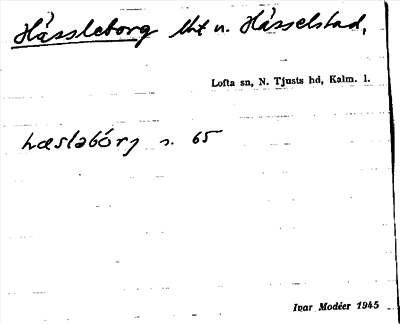 Hässleborg lht u. Hässelstad,
Lofta sn, N. Tjusts hd, Kalm. l.
hæsləbórj s. 65
Ivar Modéer 1945